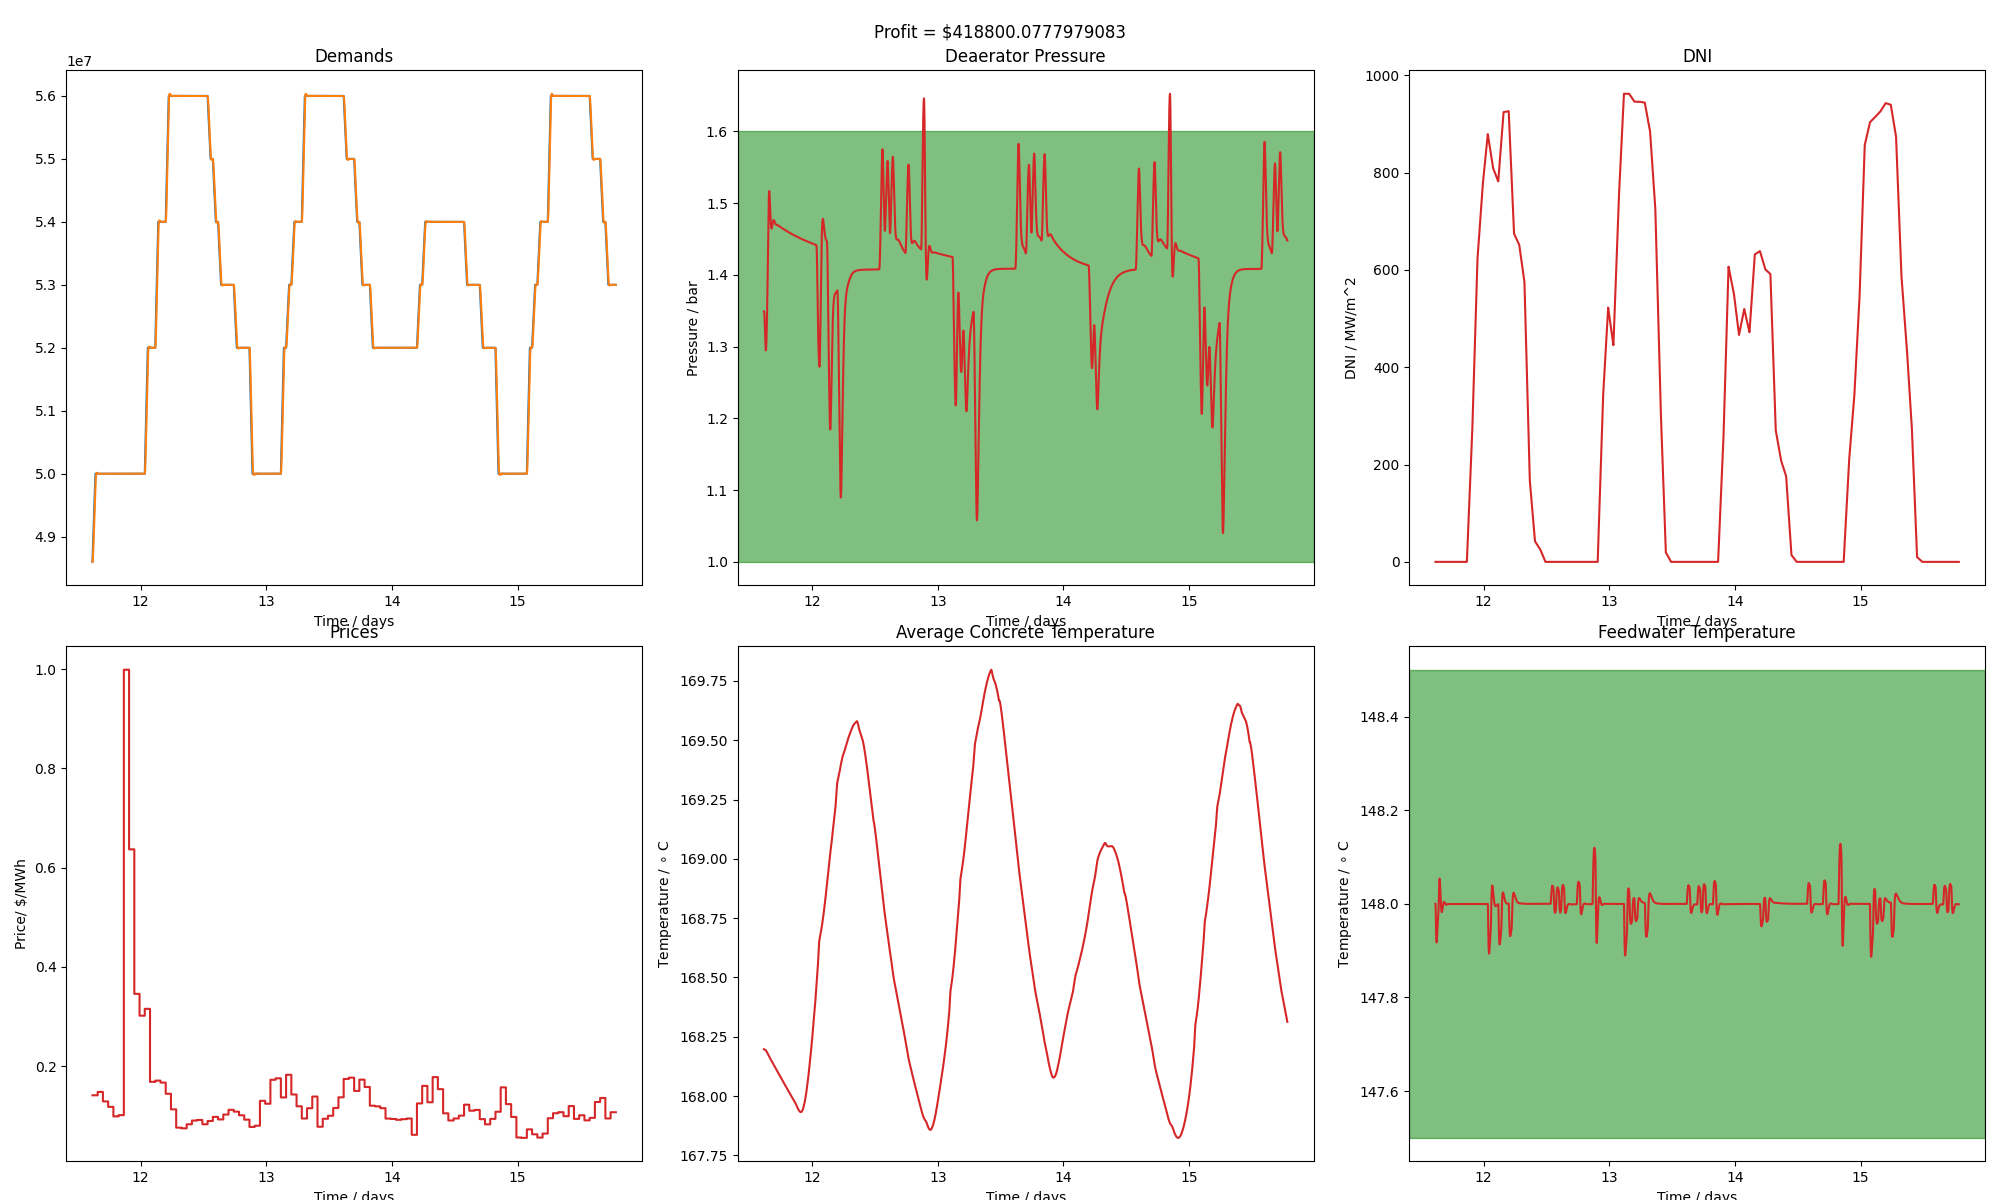 Profit = $418800.0777979083
Demands
1e7
5.6
5.5
5.4
5.3
5.2
5.1
5.0
4.9
12 13 14 15
Time / days
Deaerator Pressure
Pressure / bar
1.6
1.5
1.4
1.3
1.2
1.1
1.0
12 13 14 15
Time / days
DNI
DNI / MW/m^2
1000
800
600
400
200
0
12 13 14 15
Time / days
Prices
Price/ $/MWh
1.0
0.8
0.6
0.4
0.2
12 13 14 15
Time / days
Average Concrete Temperature
Temperature / ∘ C
169.75
169.50
169.25
169.00
168.75
168.50
168.25
168.00
167.75
12 13 14 15
Time / days
Feedwater Temperature
Temperature / ∘ C
148.4
148.2
148.0
147.8
147.6
12 13 14 15
Time / days